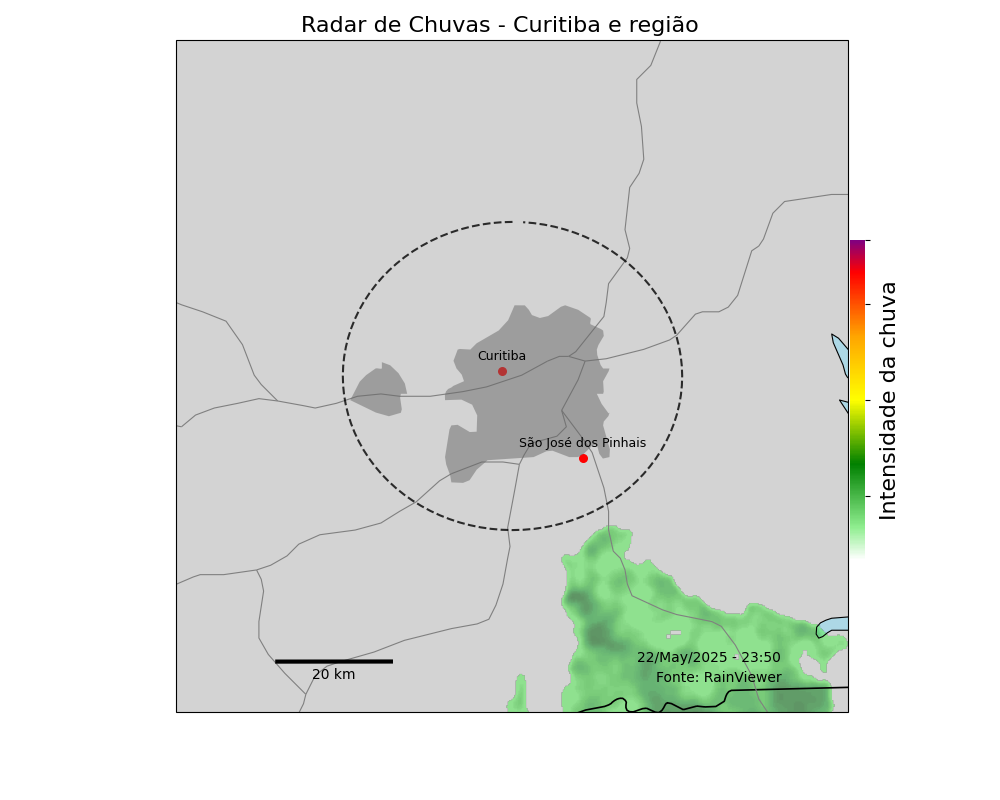 Radar de Chuvas - Curitiba e região
Curitiba
São José dos Pinhais
Intensidade da chuva
22/May/2025 - 23:50
Fonte: RainViewer
20 km